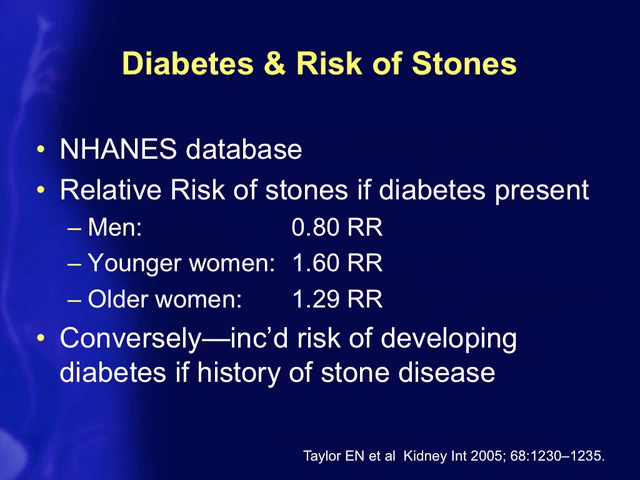 Diabetes & Risk of Stones
• NHANES database
• Relative Risk of stones if diabetes present
– Men: 0.80 RR
– Younger women: 1.60 RR
– Older women: 1.29 RR
• Conversely—inc’d risk of developing
diabetes if history of stone disease
Taylor EN et al Kidney Int 2005; 68:1230–1235.